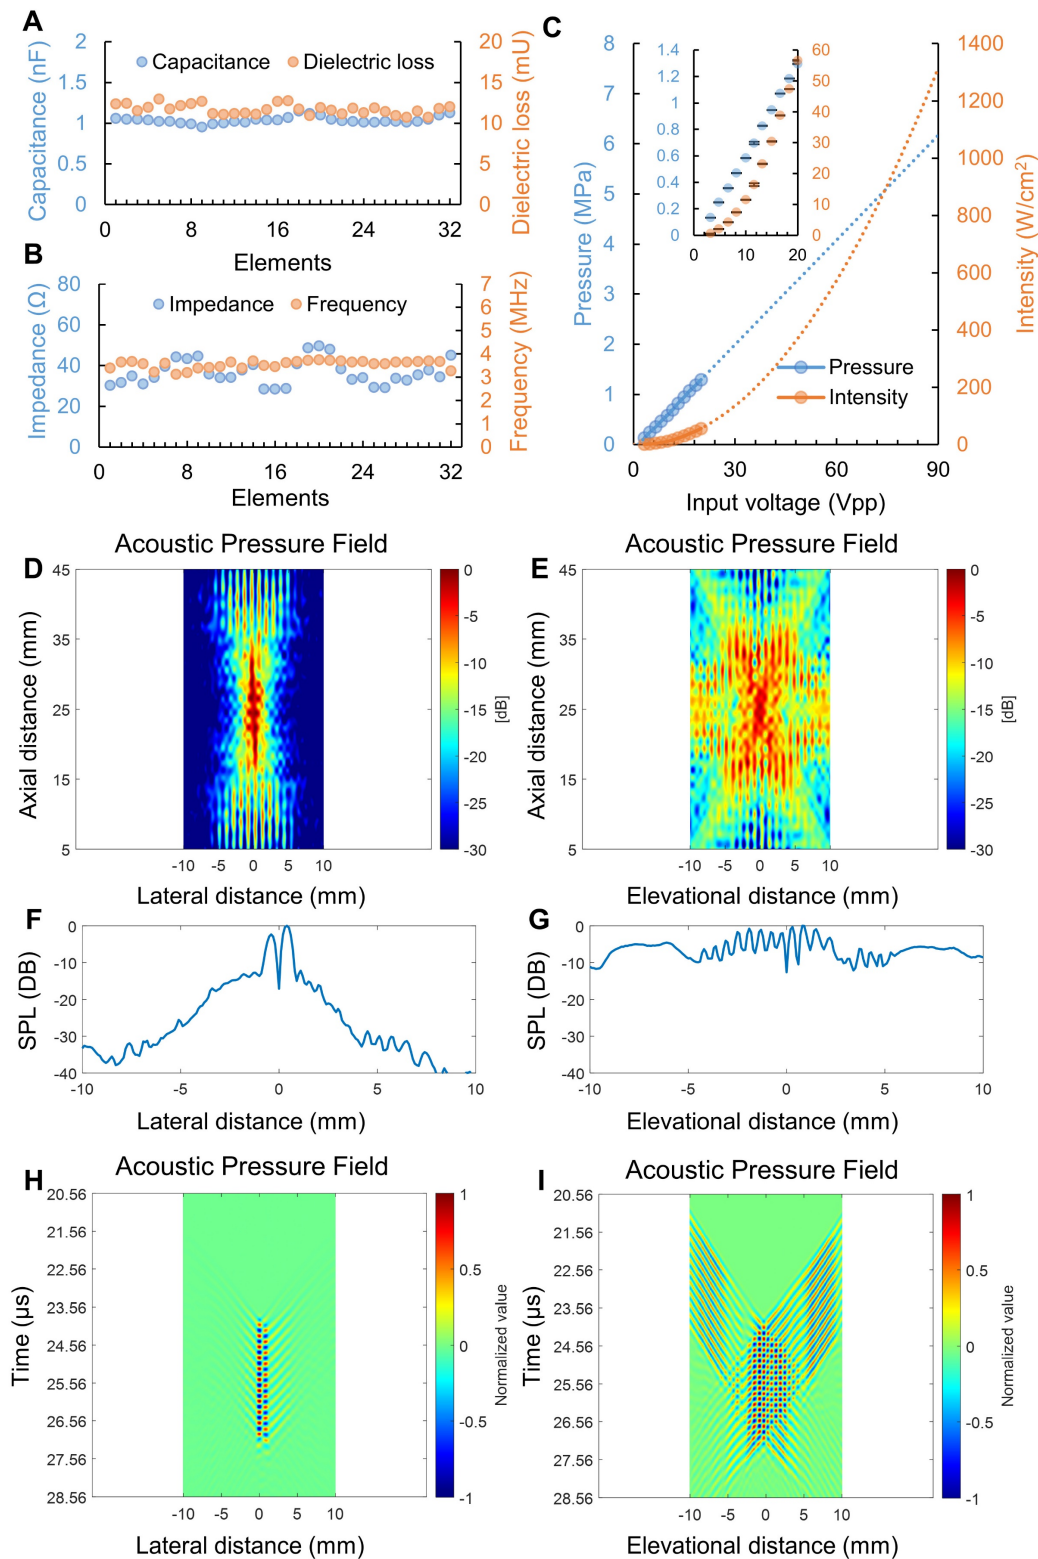 A
Capacitance (nF)
2
1.5
1
0.5
0
Capacitance
Dielectric loss
20
15
10
5
0
Dielectric loss (mU)
0 8 16 24 32
Elements
B
Impedance (Ω)
80
60
40
20
0
Impedance
Frequency
7
6
5
4
3
2
1
0
Frequency (MHz)
0 8 16 24 32
Elements
C
Pressure (MPa)
8
7
6
5
4
3
2
1
0
1.4
1.2
1
0.8
0.6
0.4
0.2
0
60
50
40
30
20
10
0
0 10 20
Pressure
Intensity
1400
1200
1000
800
600
400
200
0
Intensity (W/cm2)
0 30 60 90
Input voltage (Vpp)
Acoustic Pressure Field
D
Axial distance (mm)
45
35
25
15
5
-10 -5 0 5 10
Lateral distance (mm)
0
-5
-10
-15
-20
-25
-30
[dB]
Acoustic Pressure Field
E
Axial distance (mm)
45
35
25
15
5
-10 -5 0 5 10
Elevational distance (mm)
0
-5
-10
-15
-20
-25
-30
[dB]
F
SPL (DB)
0
-10
-20
-30
-40
-10 -5 0 5 10
Lateral distance (mm)
G
SPL (DB)
0
-10
-20
-30
-40
-10 -5 0 5 10
Elevational distance (mm)
Acoustic Pressure Field
H
Time (µs)
20.56
21.56
22.56
23.56
24.56
25.56
26.56
27.56
28.56
-10 -5 0 5 10
Lateral distance (mm)
1
0.5
0
-0.5
-1
Normalized value
Acoustic Pressure Field
I
Time (µs)
20.56
21.56
22.56
23.56
24.56
25.56
26.56
27.56
28.56
-10 -5 0 5 10
Elevational distance (mm)
1
0.5
0
-0.5
-1
Normalized value